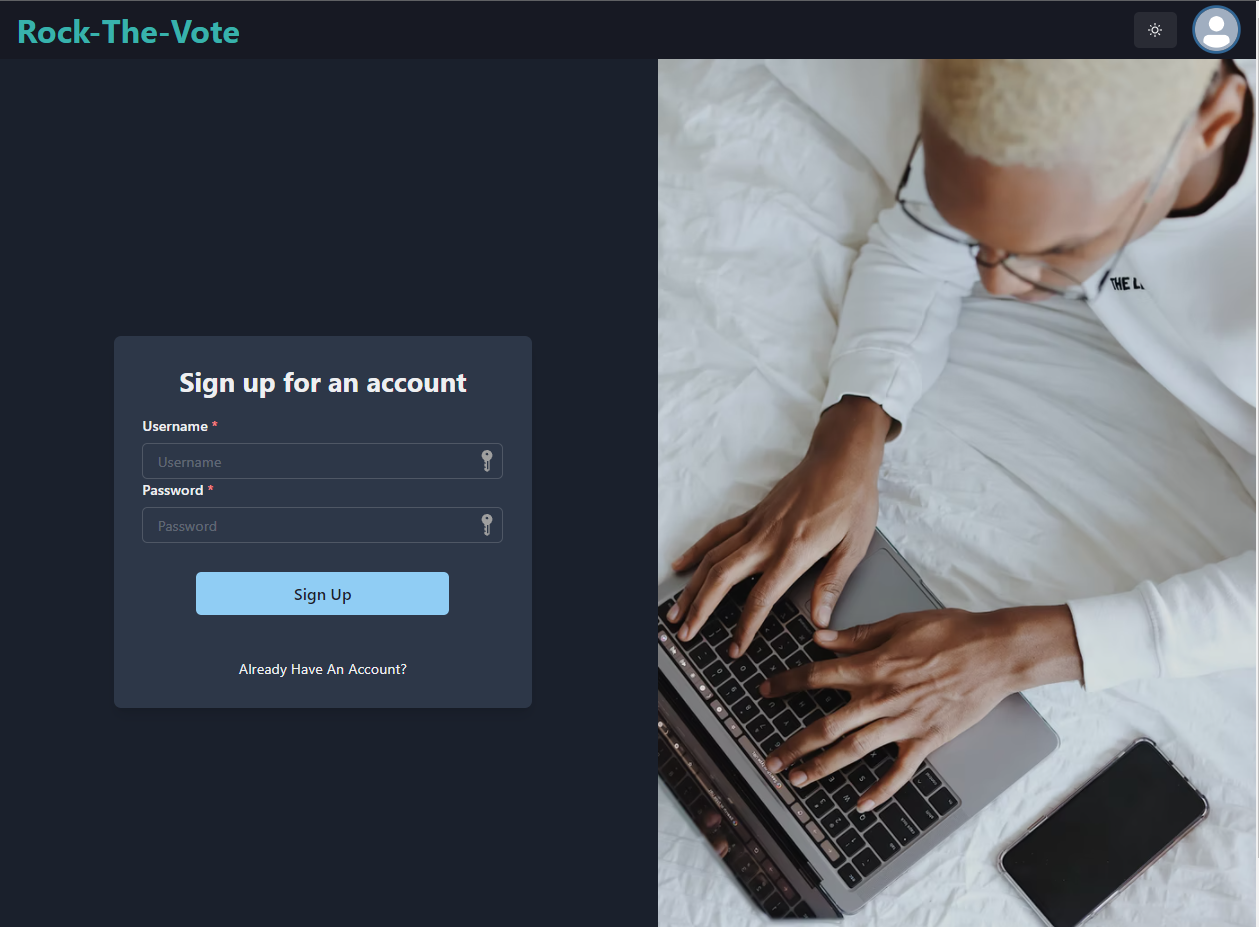 Rock-The-Vote
THE L
Sign up for an account
Username *
Username
Password *
Password
Sign Up
Already Have An Account?